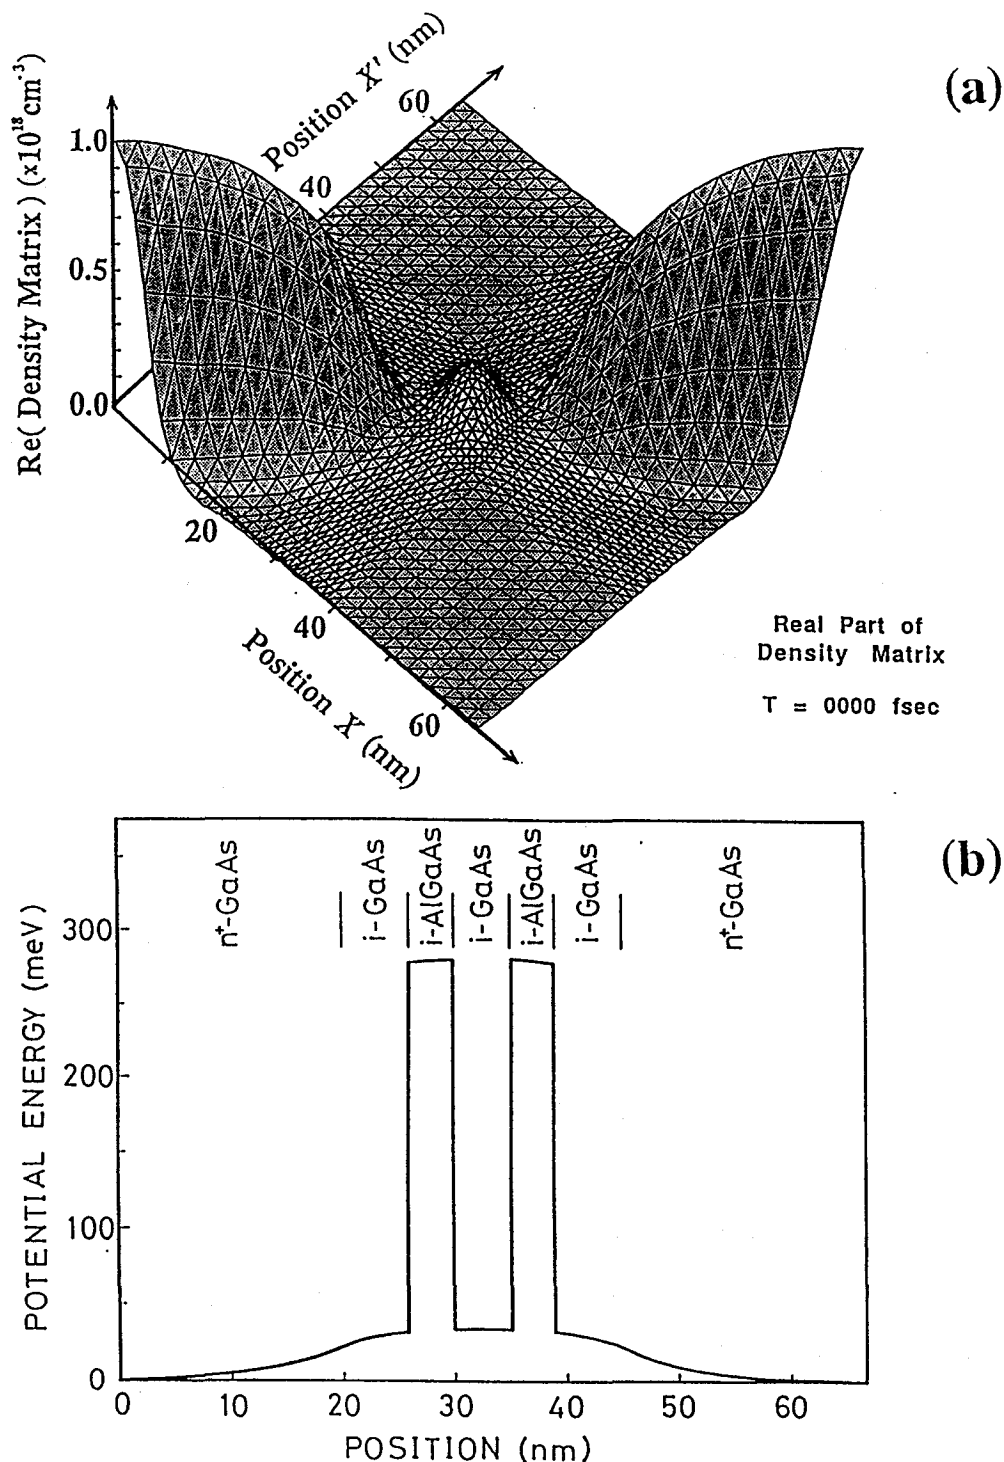 (a)
Re( Density Matrix ) (x10¹⁸cm⁻³)
1.0
0.5
0.0
Position X' (nm)
40
60
20
40
60
Position X (nm)
Real Part of
Density Matrix
T = 0000 fsec
(b)
n⁺-GaAs
i-GaAs
i-AlGaAs
i-GaAs
i-AlGaAs
i-GaAs
n⁺-GaAs
POTENTIAL ENERGY (meV)
300
200
100
0
0 10 20 30 40 50 60
POSITION (nm)